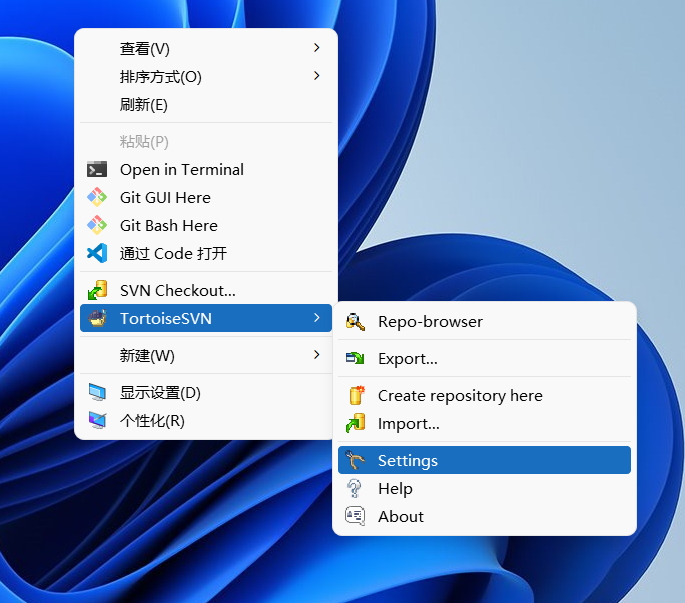 查看(V)
排序方式(O)
刷新(E)
粘贴(P)
Open in Terminal
Git GUI Here
Git Bash Here
通过 Code 打开
SVN Checkout...
TortoiseSVN
新建(W)
显示设置(D)
个性化(R)
Repo-browser
Export...
Create repository here
Import...
Settings
Help
About